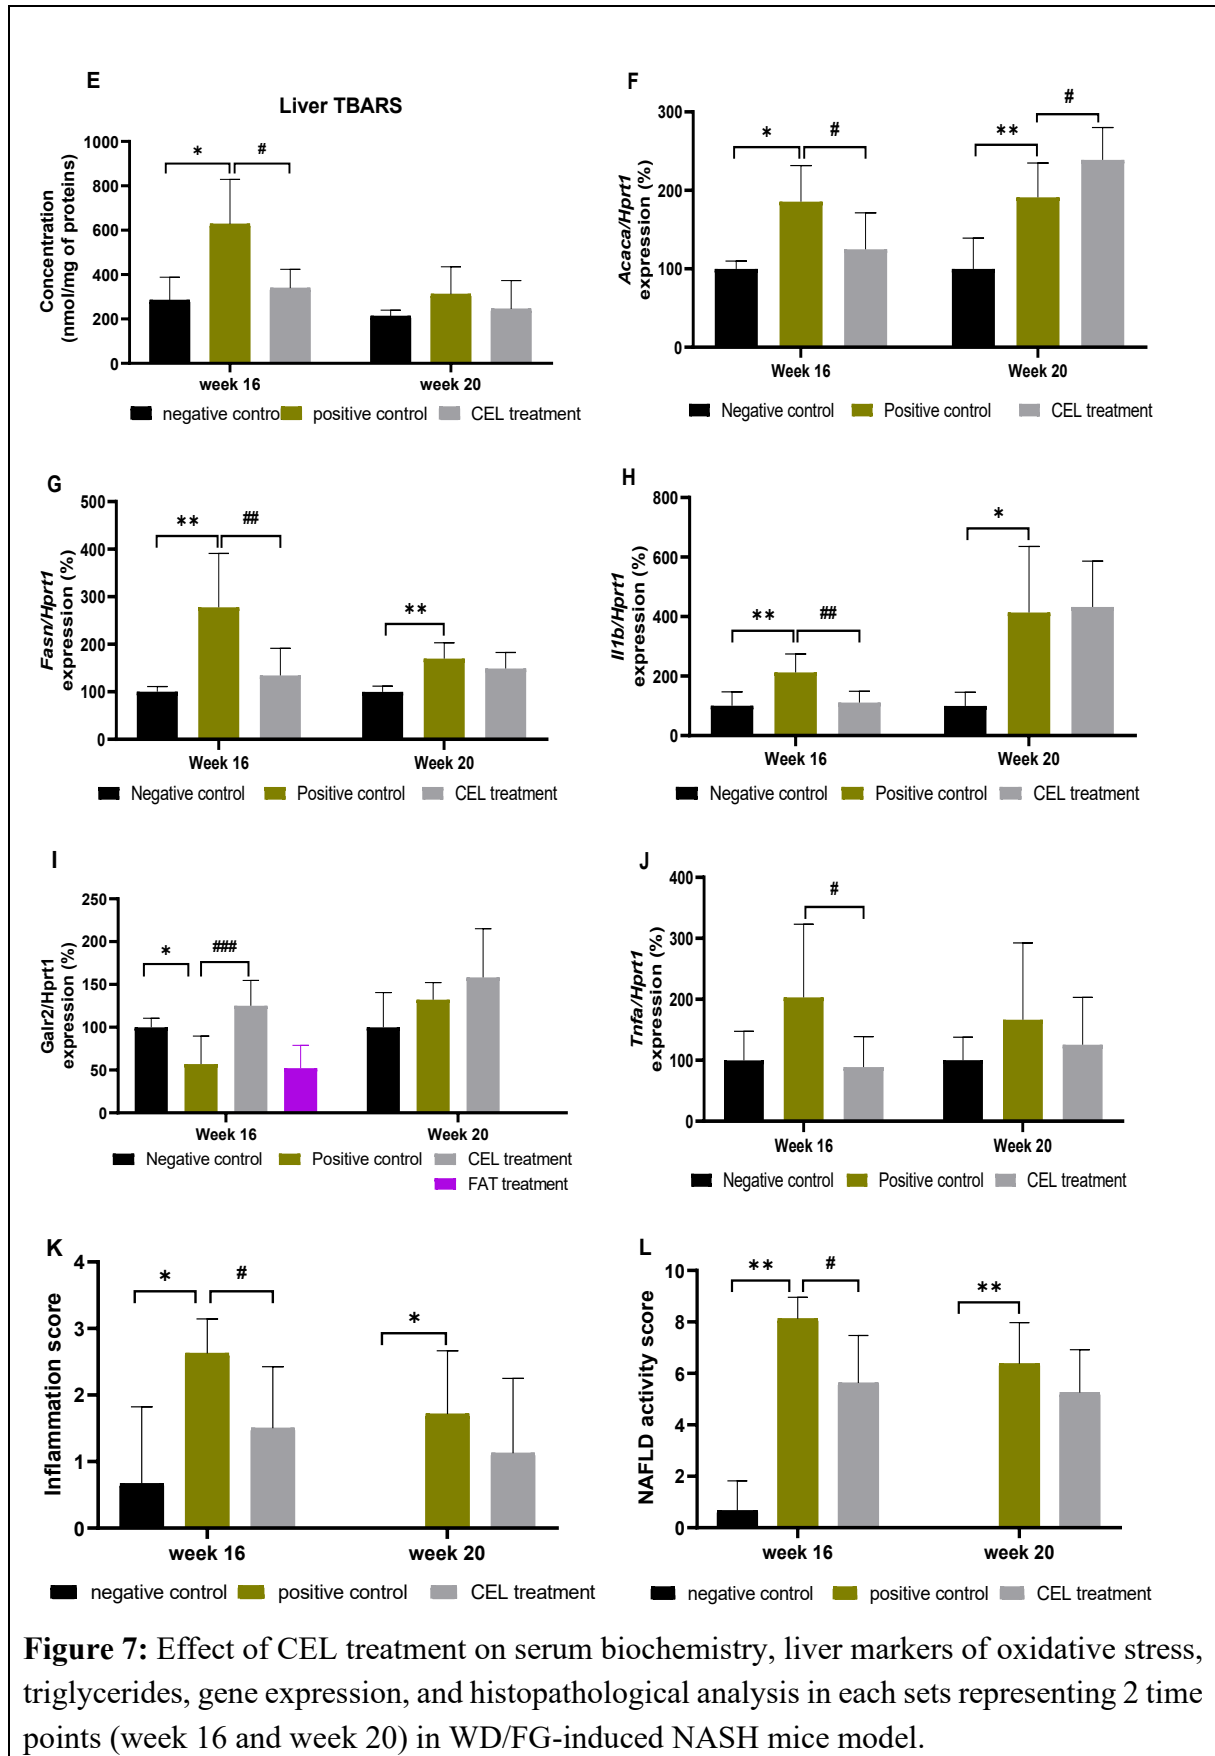 E
Liver TBARS
Concentration
(nmol/mg of proteins)
1000
800
600
400
200
0
*
#
week 16
week 20
negative control
positive control
CEL treatment
F
Acaca/Hprt1
expression (%)
300
200
100
0
*
#
**
#
Week 16
Week 20
Negative control
Positive control
CEL treatment
G
Fasn/Hprt1
expression (%)
500
400
300
200
100
0
**
##
**
Week 16
Week 20
Negative control
Positive control
CEL treatment
H
Il1b/Hprt1
expression (%)
800
600
400
200
0
**
##
*
Week 16
Week 20
Negative control
Positive control
CEL treatment
I
Galr2/Hprt1
expression (%)
250
200
150
100
50
0
*
###
Week 16
Week 20
Negative control
Positive control
CEL treatment
FAT treatment
J
Tnfa/Hprt1
expression (%)
400
300
200
100
0
#
Week 16
Week 20
Negative control
Positive control
CEL treatment
K
Inflammation score
4
3
2
1
0
*
#
*
week 16
week 20
negative control
positive control
CEL treatment
L
NAFLD activity score
10
8
6
4
2
0
**
#
**
week 16
week 20
negative control
positive control
CEL treatment
Figure 7: Effect of CEL treatment on serum biochemistry, liver markers of oxidative stress,
triglycerides, gene expression, and histopathological analysis in each sets representing 2 time
points (week 16 and week 20) in WD/FG-induced NASH mice model.